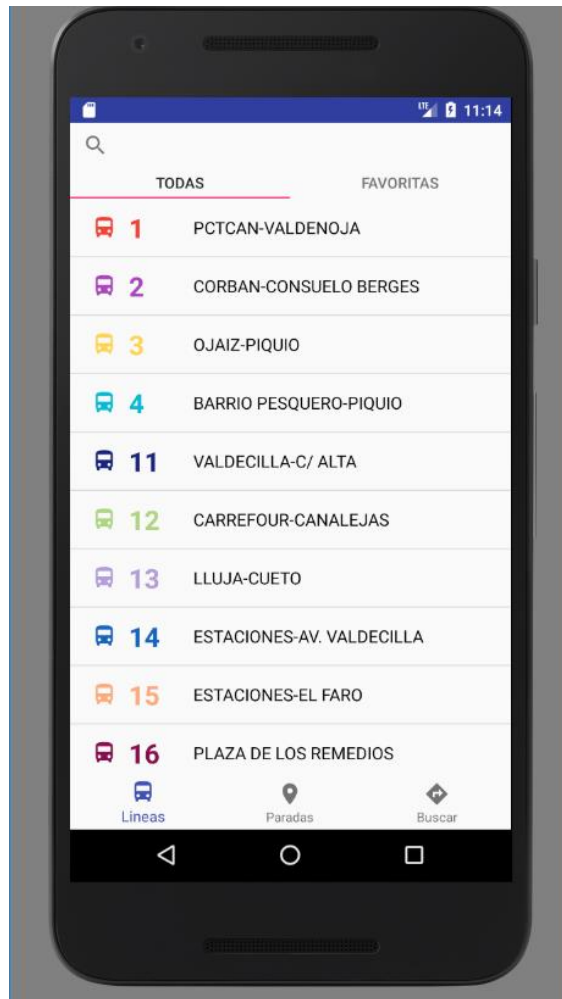 LTE 11:14
TODAS FAVORITAS
1 PCTCAN-VALDENOJA
2 CORBAN-CONSUELO BERGES
3 OJAIZ-PIQUIO
4 BARRIO PESQUERO-PIQUIO
11 VALDECILLA-C/ ALTA
12 CARREFOUR-CANALEJAS
13 LLUJA-CUETO
14 ESTACIONES-AV. VALDECILLA
15 ESTACIONES-EL FARO
16 PLAZA DE LOS REMEDIOS
Lineas Paradas Buscar